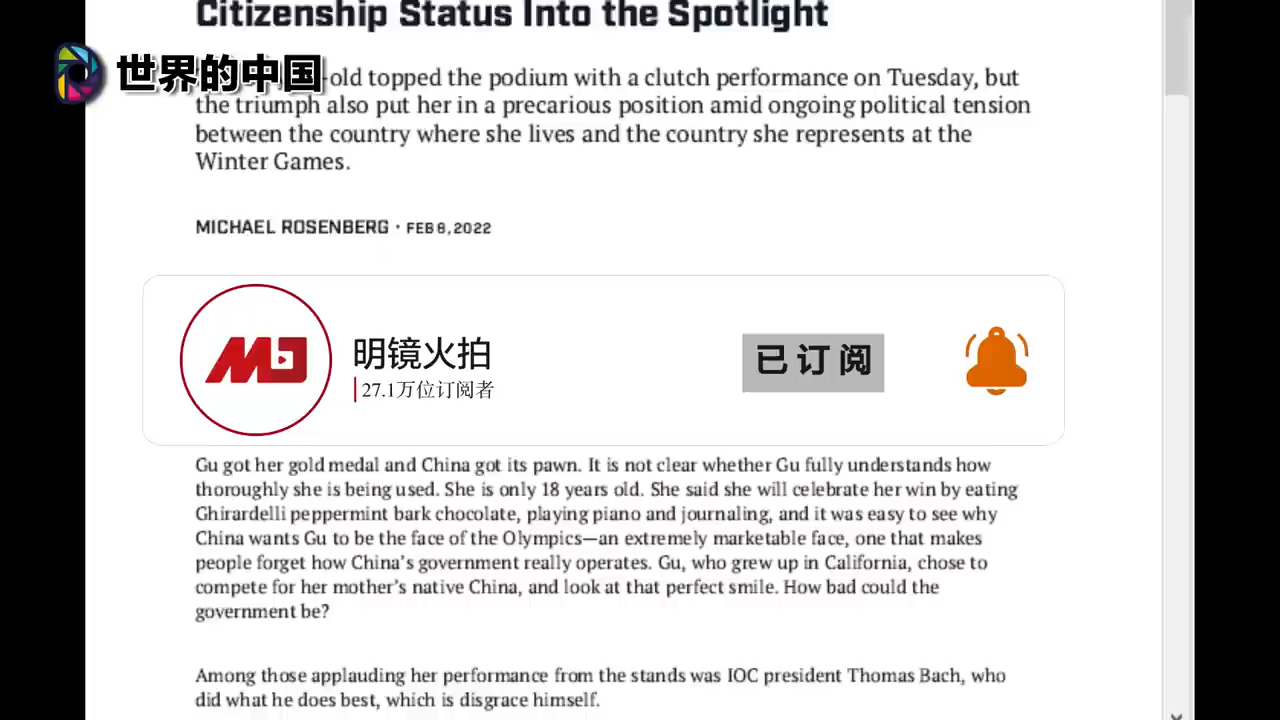 Citizenship Status Into the Spotlight
世界的中国
-old topped the podium with a clutch performance on Tuesday, but
the triumph also put her in a precarious position amid ongoing political tension
between the country where she lives and the country she represents at the
Winter Games.
MICHAEL ROSENBERG · FEB 8, 2022
MJ
明镜火拍
27.1万位订阅者
已订阅
Gu got her gold medal and China got its pawn. It is not clear whether Gu fully understands how
thoroughly she is being used. She is only 18 years old. She said she will celebrate her win by eating
Ghirardelli peppermint bark chocolate, playing piano and journaling, and it was easy to see why
China wants Gu to be the face of the Olympics—an extremely marketable face, one that makes
people forget how China's government really operates. Gu, who grew up in California, chose to
compete for her mother's native China, and look at that perfect smile. How bad could the
government be?
Among those applauding her performance from the stands was IOC president Thomas Bach, who
did what he does best, which is disgrace himself.